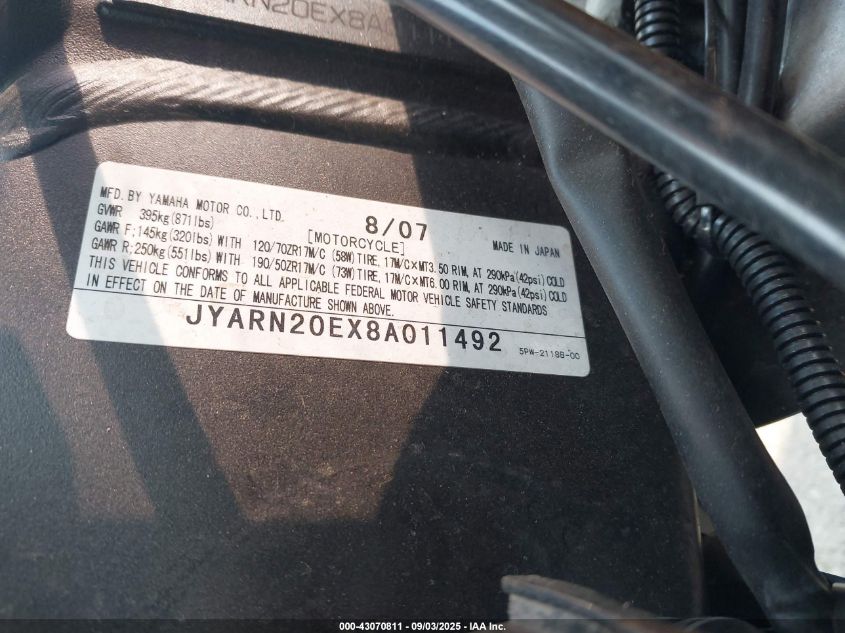 ARN20EX8A
MFD. BY YAMAHA MOTOR CO., LTD. 8/07
GVWR 395kg(871lbs) [MOTORCYCLE] MADE IN JAPAN
GAWR F:145kg(320lbs) WITH 120/70ZR17M/C (58W) TIRE, 17M/C×MT3.50 RIM, AT 290kPa(42psi) COLD
GAWR R:250kg(551lbs) WITH 190/50ZR17M/C (73W) TIRE, 17M/C×MT6.00 RIM, AT 290kPa(42psi) COLD
THIS VEHICLE CONFORMS TO ALL APPLICABLE FEDERAL MOTOR VEHICLE SAFETY STANDARDS
IN EFFECT ON THE DATE OF MANUFACTURE SHOWN ABOVE.
JYARN20EX8A011492
5PW-2118B-00
000-43070811 - 09/03/2025 - IAA Inc.